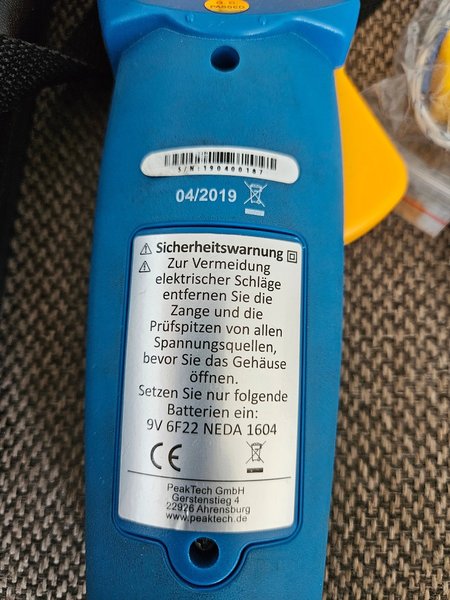 PASSED
S/N:190400187
04/2019
Sicherheitswarnung
Zur Vermeidung
elektrischer Schläge
entfernen Sie die
Zange und die
Prüfspitzen von allen
Spannungsquellen,
bevor Sie das Gehäuse
öffnen.
Setzen Sie nur folgende
Batterien ein:
9V 6F22 NEDA 1604
CE
PeakTech GmbH
Gerstenstieg 4
22926 Ahrensburg
www.peaktech.de